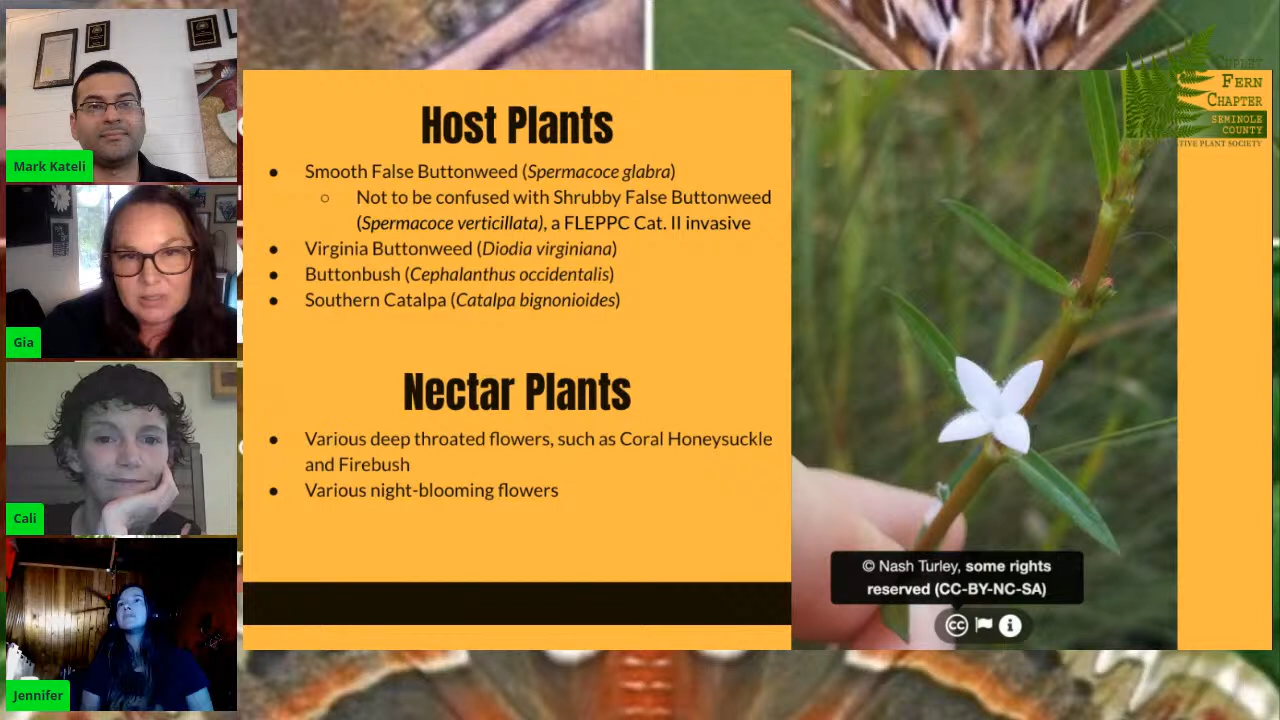 Mark Kateli
Gia
Cali
Jennifer
Host Plants
● Smooth False Buttonweed (Spermacoce glabra)
○ Not to be confused with Shrubby False Buttonweed
(Spermacoce verticillata), a FLEPPC Cat. II invasive
● Virginia Buttonweed (Diodia virginiana)
● Buttonbush (Cephalanthus occidentalis)
● Southern Catalpa (Catalpa bignonioides)
Nectar Plants
● Various deep throated flowers, such as Coral Honeysuckle
and Firebush
● Various night-blooming flowers
© Nash Turley, some rights
reserved (CC-BY-NC-SA)
cc
FERN
CHAPTER
SEMINOLE
COUNTY
PLANT SOCIETY